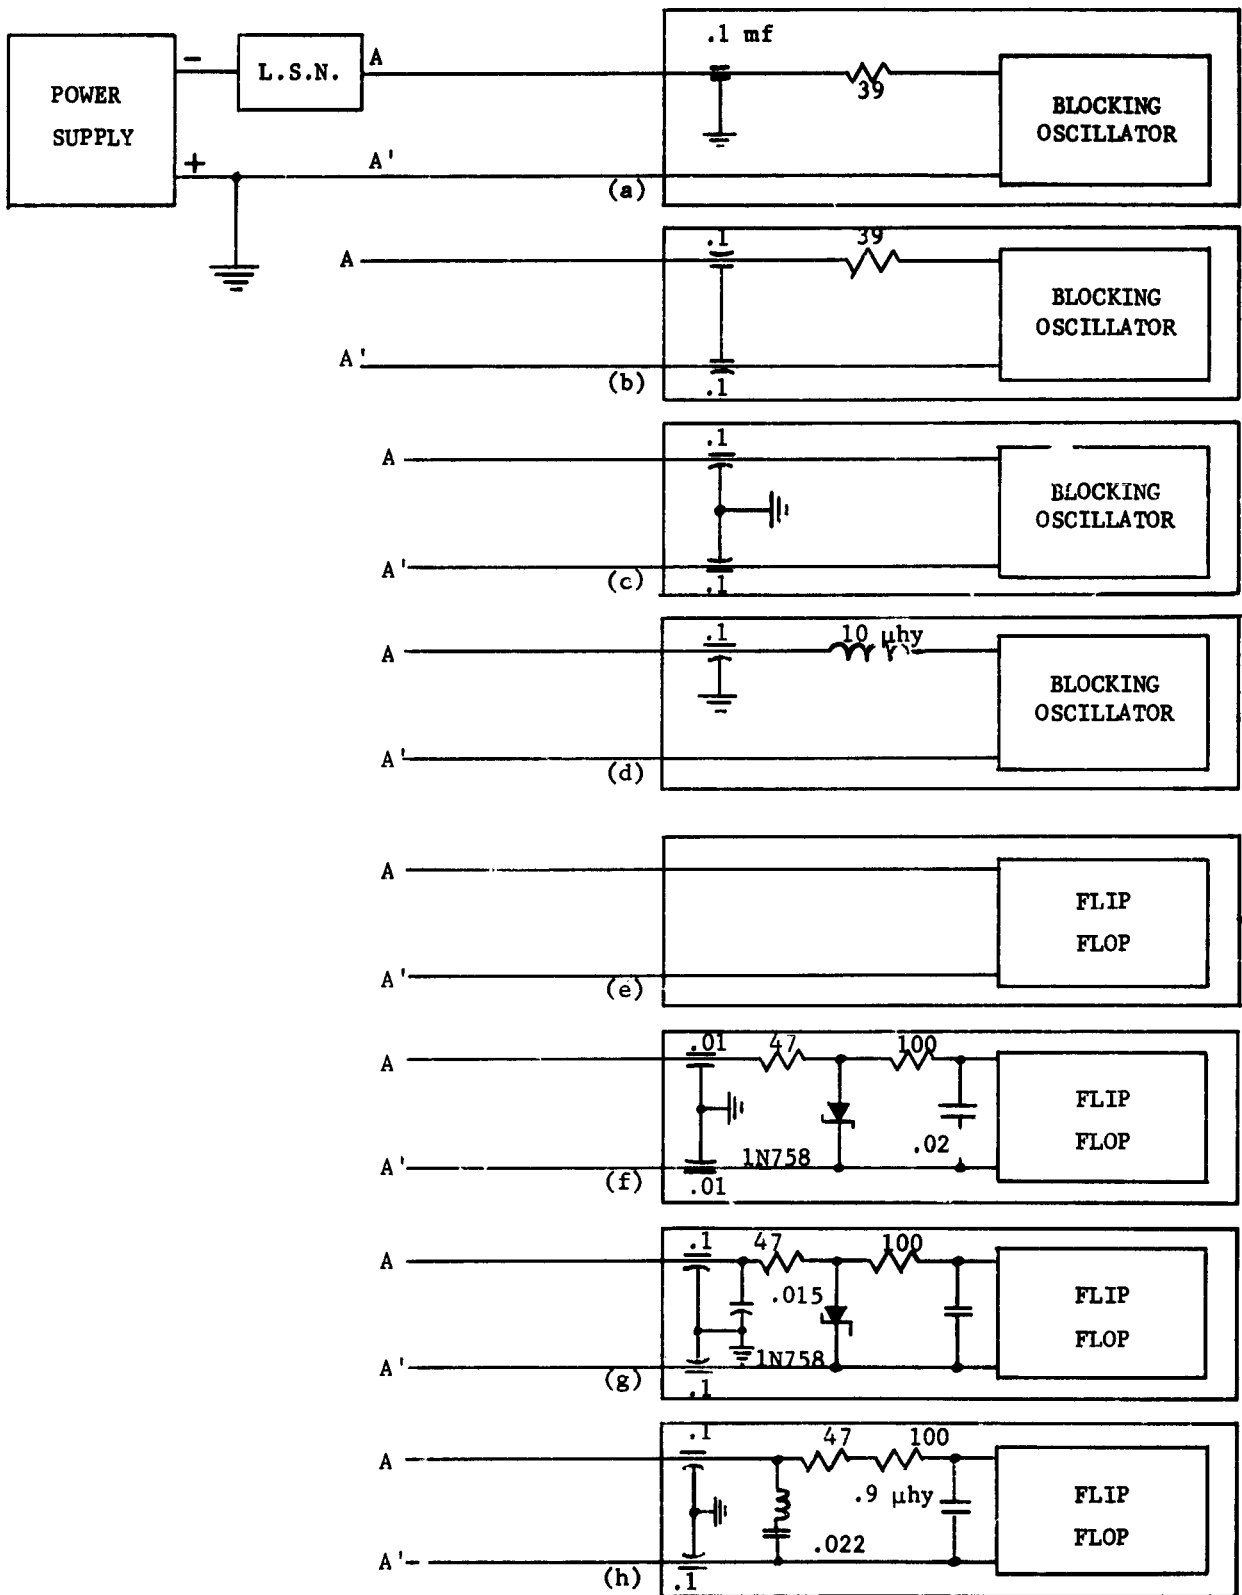 .1 mf
POWER
SUPPLY
-
L.S.N.
A
39
BLOCKING
OSCILLATOR
+
A'
(a)
A
.1
39
BLOCKING
OSCILLATOR
A'
(b)
.1
A
.1
BLOCKING
OSCILLATOR
A'
(c)
.1
A
.1
10 μhy
BLOCKING
OSCILLATOR
A'
(d)
A
FLIP
FLOP
A'
(e)
A
.01
47
100
FLIP
FLOP
.02
A'
(f)
1N758
.01
A
.1
47
100
.015
FLIP
FLOP
A'
(g)
1N758
.1
A
.1
47
100
.9 μhy
FLIP
FLOP
.022
A'
(h)
.1